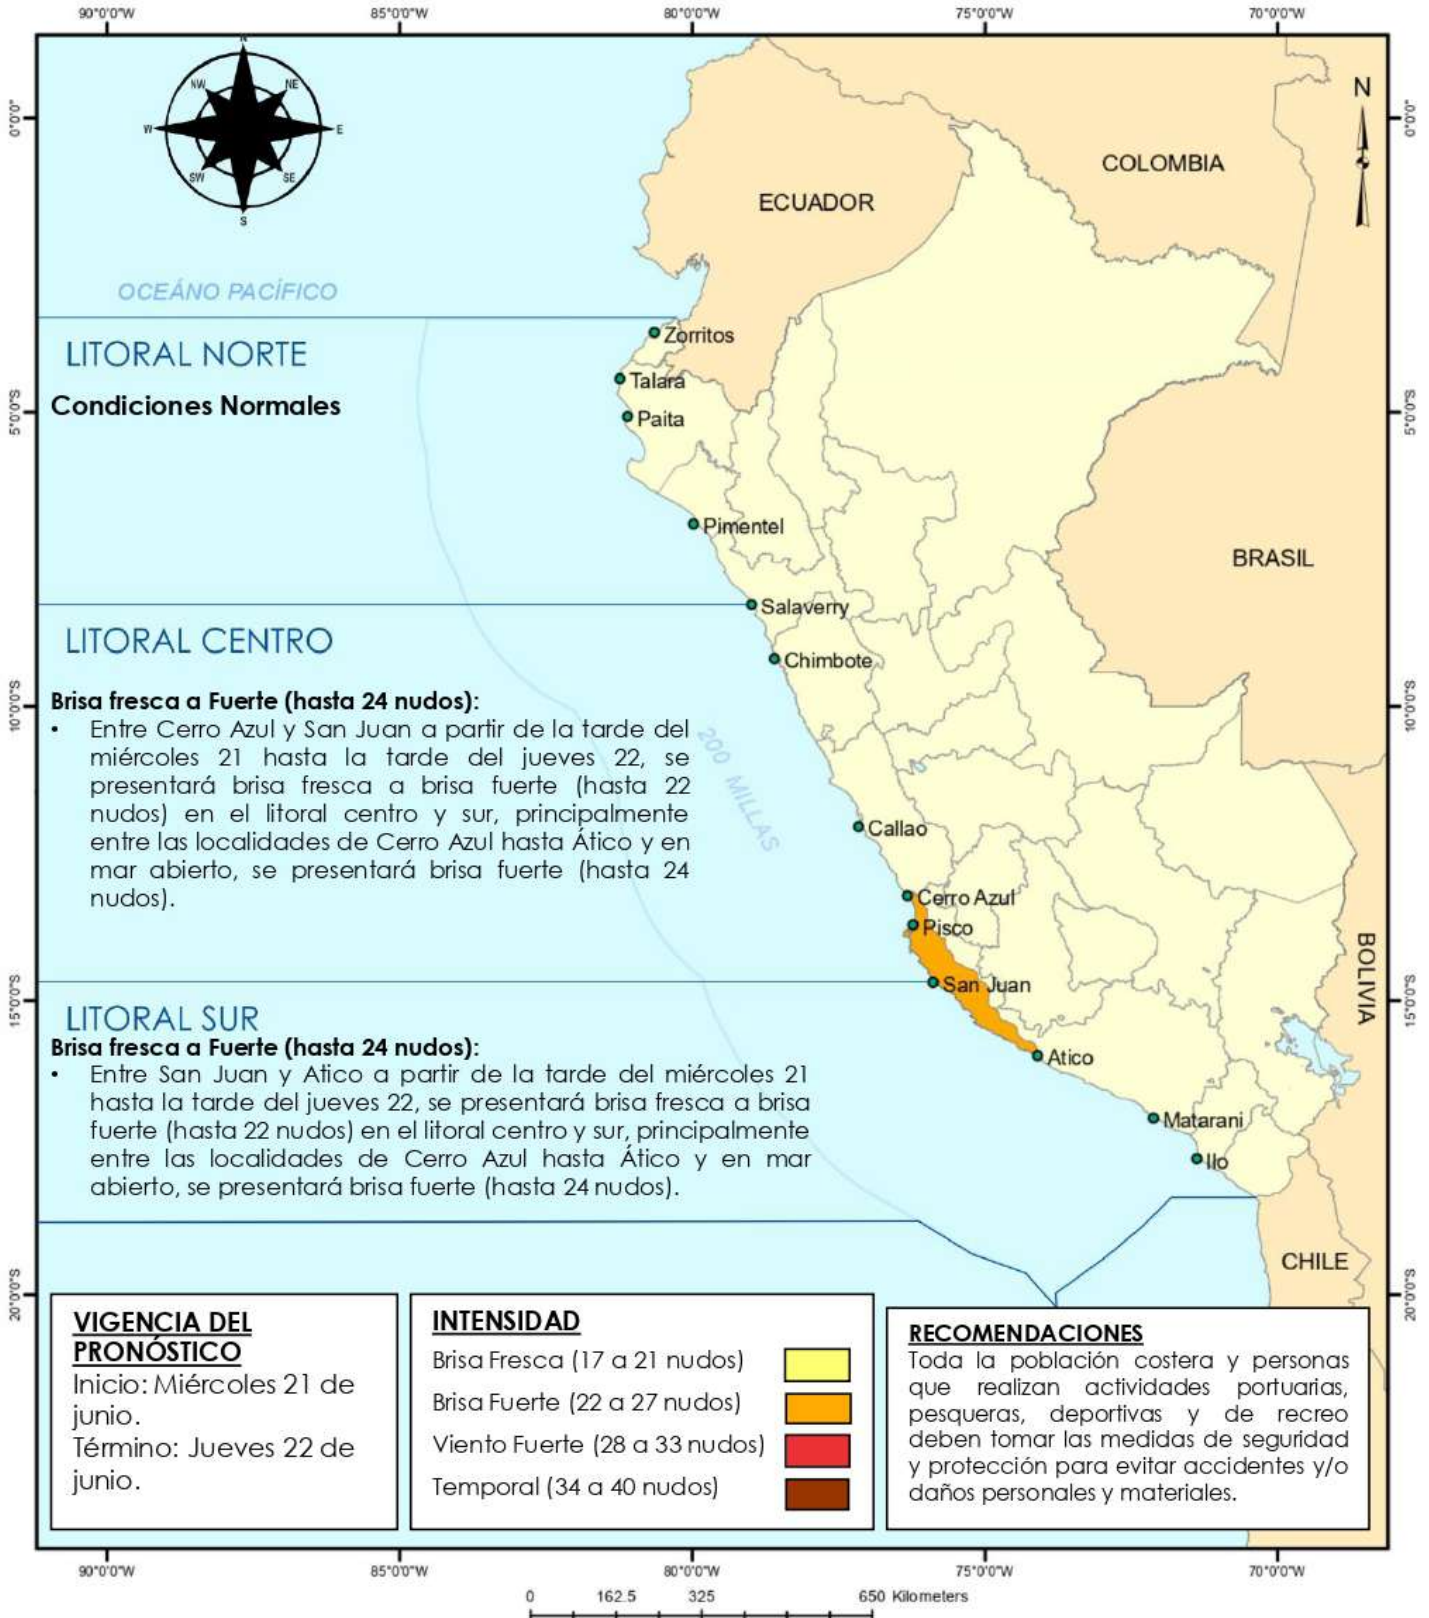 90°0'0"W 85°0'0"W 80°0'0"W 75°0'0"W 70°0'0"W
N
NW NE
W E
SW SE
S
N
0°0'0" 0°0'0"
COLOMBIA
ECUADOR
OCEÁNO PACÍFICO
LITORAL NORTE
Condiciones Normales
Zorritos
Talara
Paita
5°0'0"S 5°0'0"S
Pimentel
BRASIL
Salaverry
LITORAL CENTRO
Chimbote
Brisa fresca a Fuerte (hasta 24 nudos):
• Entre Cerro Azul y San Juan a partir de la tarde del
miércoles 21 hasta la tarde del jueves 22, se
presentará brisa fresca a brisa fuerte (hasta 22
nudos) en el litoral centro y sur, principalmente
entre las localidades de Cerro Azul hasta Ático y en
mar abierto, se presentará brisa fuerte (hasta 24
nudos).
10°0'0"S 10°0'0"S
200 MILLAS
Callao
Cerro Azul
Pisco
San Juan
BOLIVIA
15°0'0"S 15°0'0"S
LITORAL SUR
Brisa fresca a Fuerte (hasta 24 nudos):
• Entre San Juan y Atico a partir de la tarde del miércoles 21
hasta la tarde del jueves 22, se presentará brisa fresca a brisa
fuerte (hasta 22 nudos) en el litoral centro y sur, principalmente
entre las localidades de Cerro Azul hasta Ático y en mar
abierto, se presentará brisa fuerte (hasta 24 nudos).
Atico
Matarani
Ilo
CHILE
20°0'0"S 20°0'0"S
VIGENCIA DEL
PRONÓSTICO
Inicio: Miércoles 21 de
junio.
Término: Jueves 22 de
junio.
INTENSIDAD
Brisa Fresca (17 a 21 nudos)
Brisa Fuerte (22 a 27 nudos)
Viento Fuerte (28 a 33 nudos)
Temporal (34 a 40 nudos)
RECOMENDACIONES
Toda la población costera y personas
que realizan actividades portuarias,
pesqueras, deportivas y de recreo
deben tomar las medidas de seguridad
y protección para evitar accidentes y/o
daños personales y materiales.
90°0'0"W 85°0'0"W 80°0'0"W 75°0'0"W 70°0'0"W
0 162.5 325 650 Kilometers